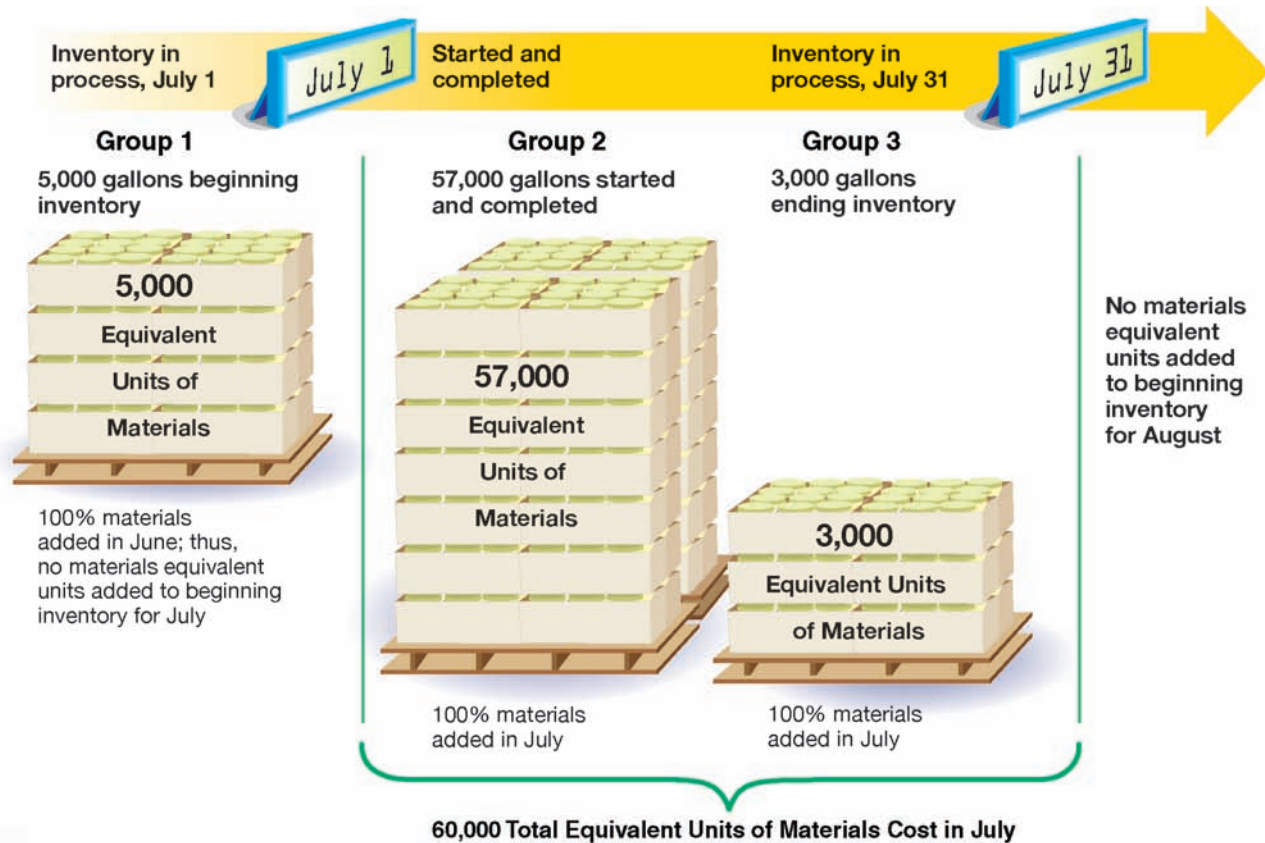 Inventory in
process, July 1
July 1
Started and
completed
Inventory in
process, July 31
July 31
Group 1
5,000 gallons beginning
inventory
5,000
Equivalent
Units of
Materials
100% materials
added in June; thus,
no materials equivalent
units added to beginning
inventory for July
Group 2
57,000 gallons started
and completed
57,000
Equivalent
Units of
Materials
100% materials
added in July
Group 3
3,000 gallons
ending inventory
3,000
Equivalent Units
of Materials
100% materials
added in July
No materials
equivalent
units added
to beginning
inventory
for August
60,000 Total Equivalent Units of Materials Cost in July